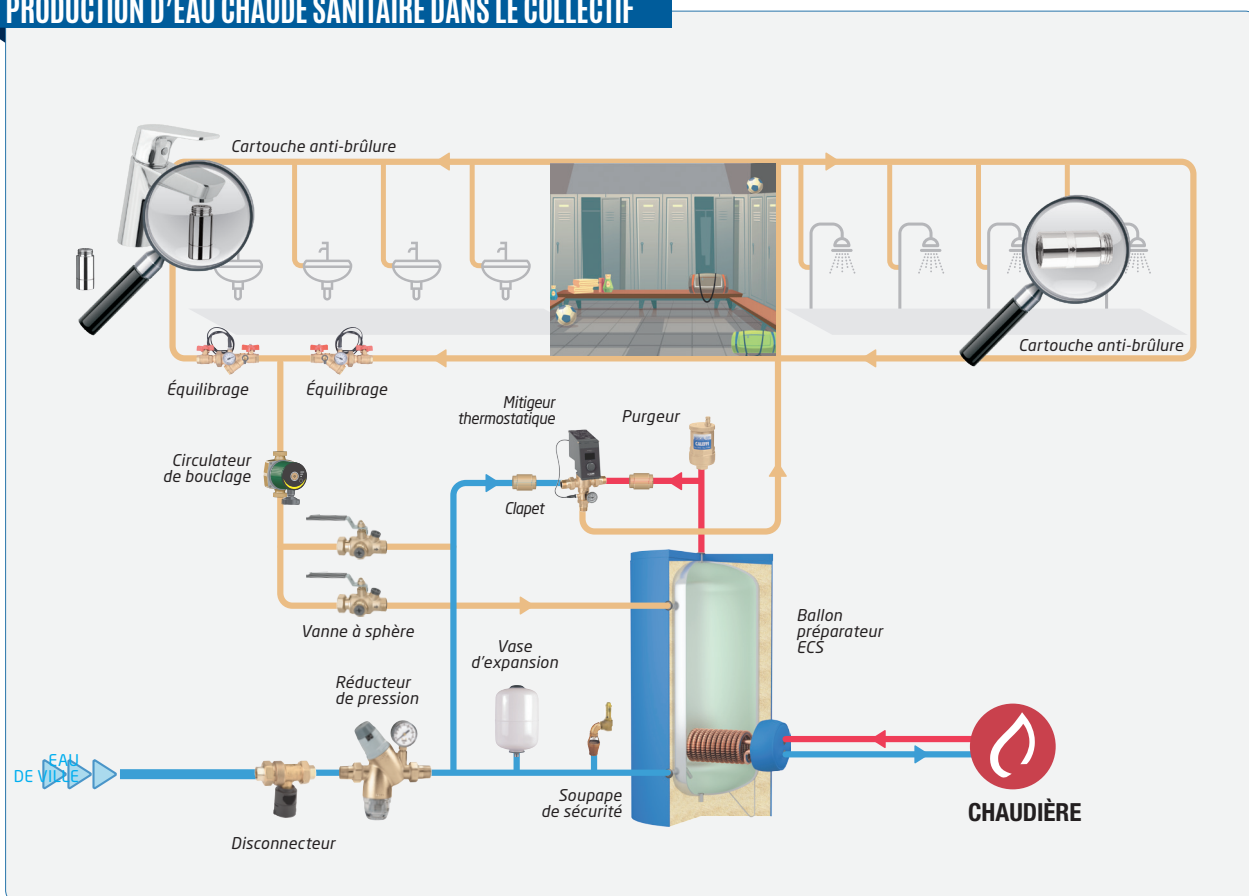 PRODUCTION D'EAU CHAUDE SANITAIRE DANS LE COLLECTIF
Cartouche anti-brûlure
Cartouche anti-brûlure
Équilibrage
Équilibrage
Mitigeur
thermostatique
Purgeur
Circulateur
de bouclage
Clapet
Vanne à sphère
Ballon
préparateur
ECS
Vase
d'expansion
Réducteur
de pression
EAU
DE VILLE
Soupape
de sécurité
CHAUDIÈRE
Disconnecteur